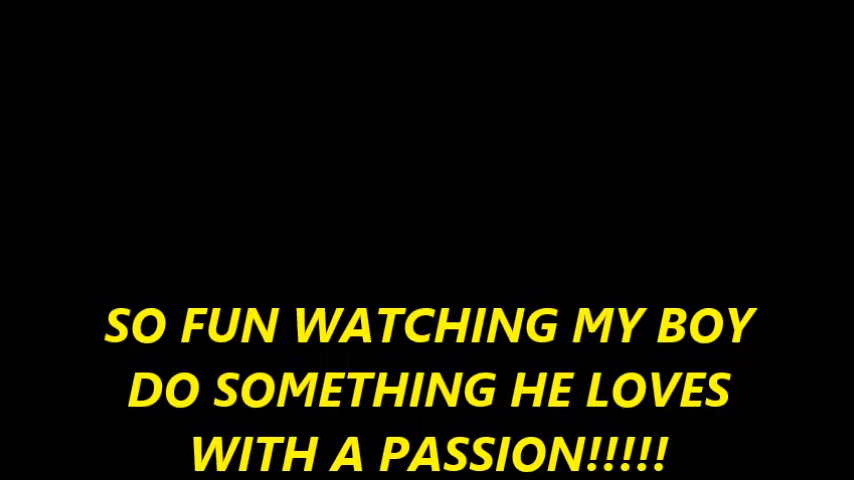 SO FUN WATCHING MY BOY
DO SOMETHING HE LOVES
WITH A PASSION!!!!!